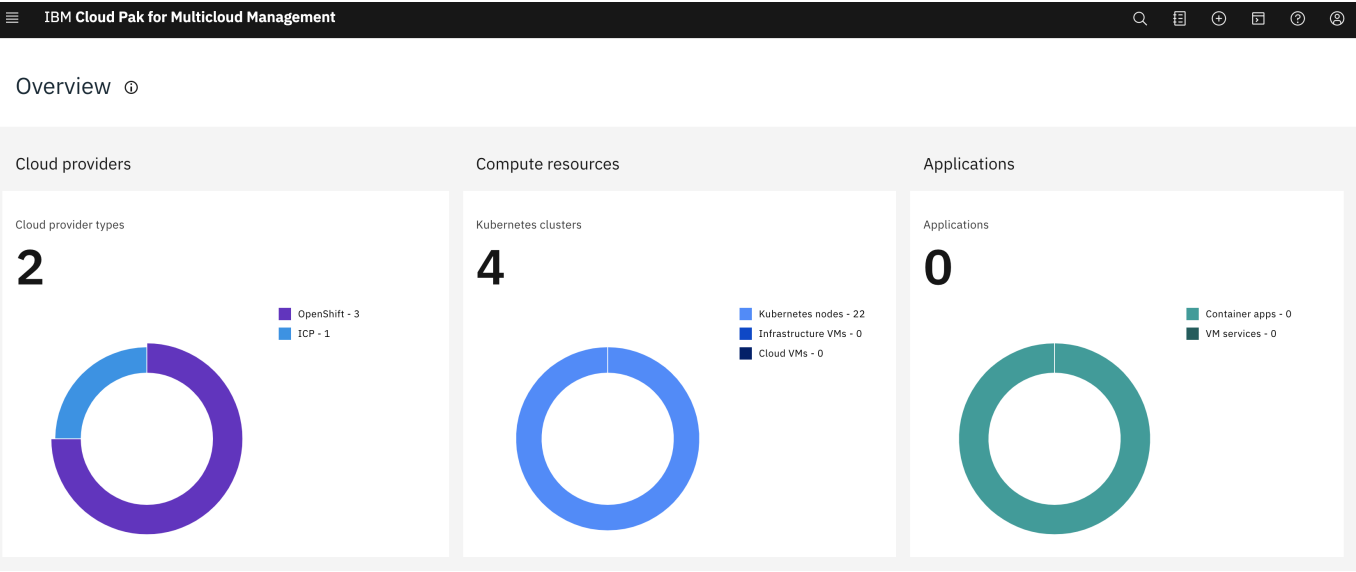 IBM Cloud Pak for Multicloud Management
Overview
Cloud providers
Cloud provider types
2
OpenShift - 3
ICP - 1
Compute resources
Kubernetes clusters
4
Kubernetes nodes - 22
Infrastructure VMs - 0
Cloud VMs - 0
Applications
Applications
0
Container apps - 0
VM services - 0